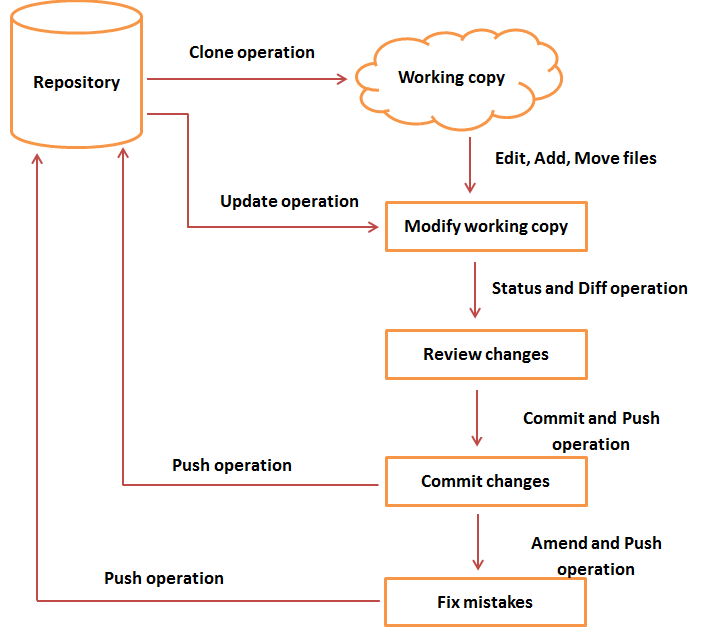 Clone operation
Repository
Working copy
Edit, Add, Move files
Update operation
Modify working copy
Status and Diff operation
Review changes
Commit and Push
operation
Push operation
Commit changes
Amend and Push
operation
Push operation
Fix mistakes